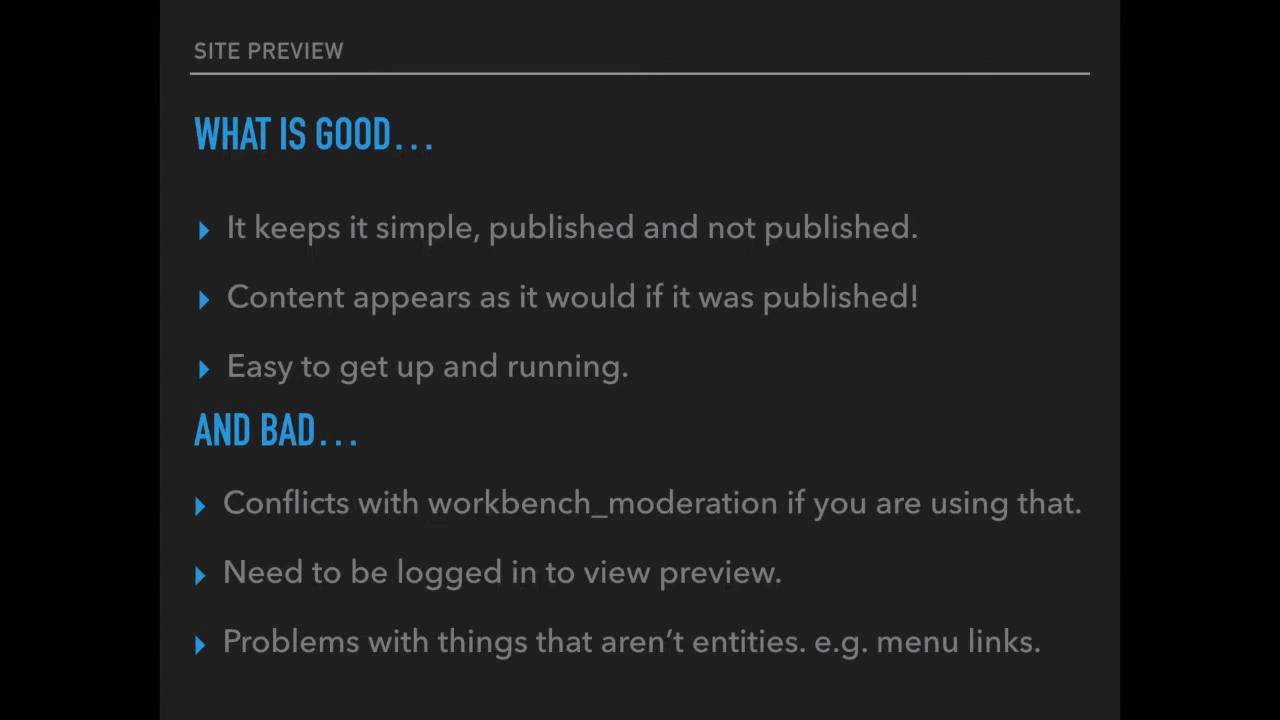 SITE PREVIEW
WHAT IS GOOD...
It keeps it simple, published and not published.
Content appears as it would if it was published!
Easy to get up and running.
AND BAD...
Conflicts with workbench_moderation if you are using that.
Need to be logged in to view preview.
Problems with things that aren’t entities. e.g. menu links.